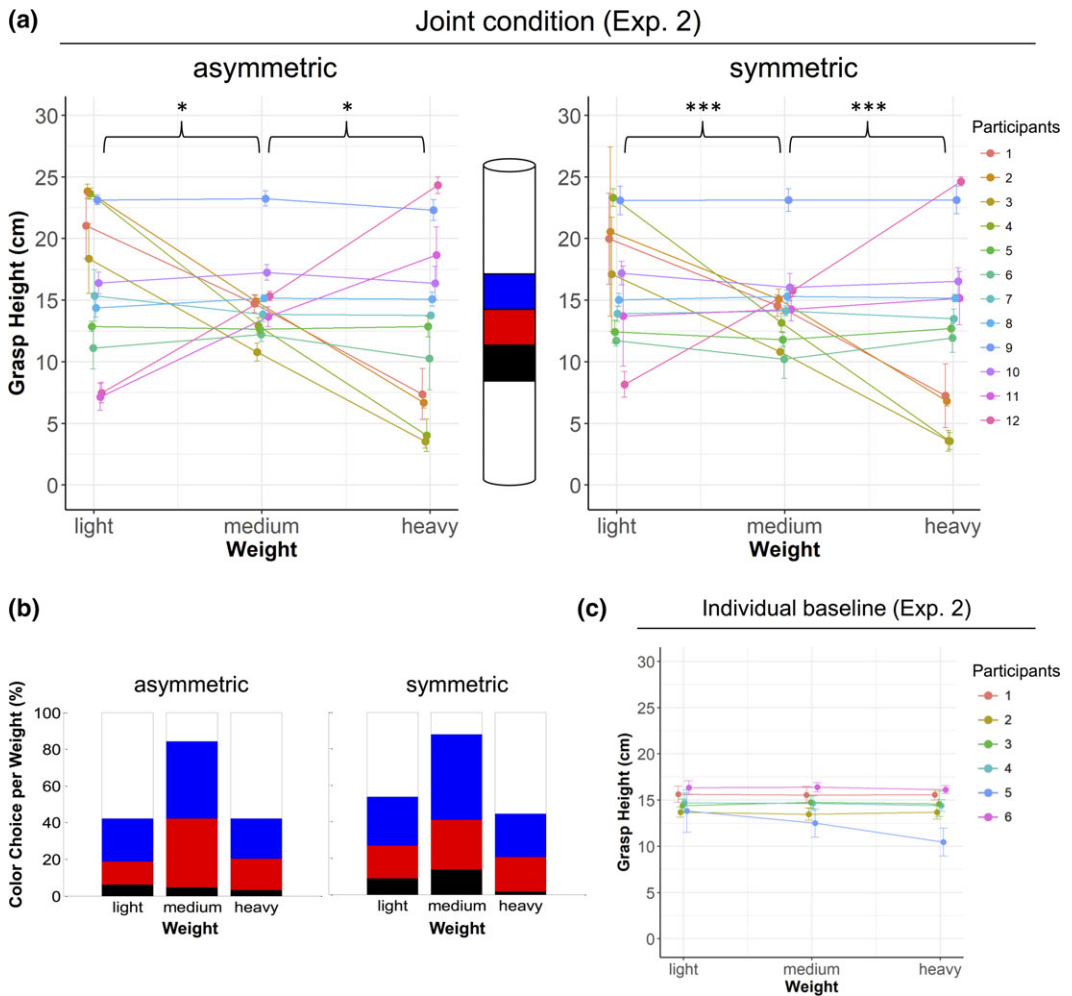 (a)
Joint condition (Exp. 2)
asymmetric
symmetric
* *
*** ***
Grasp Height (cm)
30
25
20
15
10
5
0
light medium heavy
Weight
30
25
20
15
10
5
0
light medium heavy
Weight
Participants
1
2
3
4
5
6
7
8
9
10
11
12
(b)
asymmetric
symmetric
Color Choice per Weight (%)
100
80
60
40
20
0
light medium heavy
Weight
light medium heavy
Weight
(c)
Individual baseline (Exp. 2)
Grasp Height (cm)
30
25
20
15
10
5
0
light medium heavy
Weight
Participants
1
2
3
4
5
6